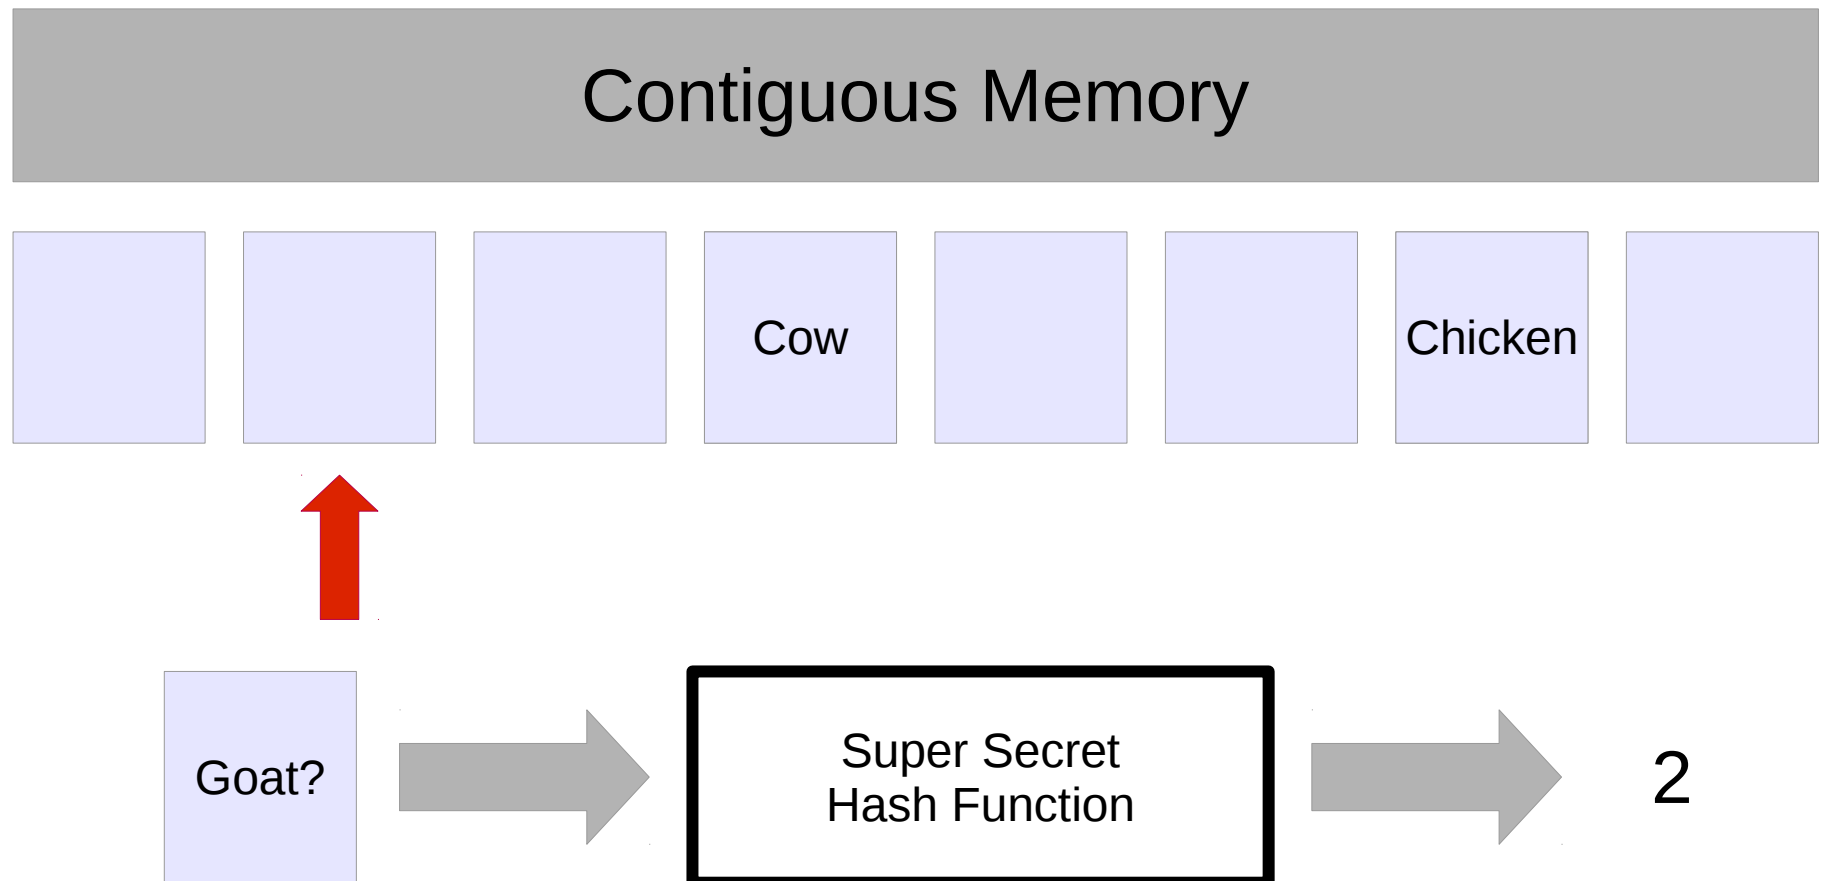 Contiguous Memory
Cow
Chicken
Goat?
Super Secret
Hash Function
2